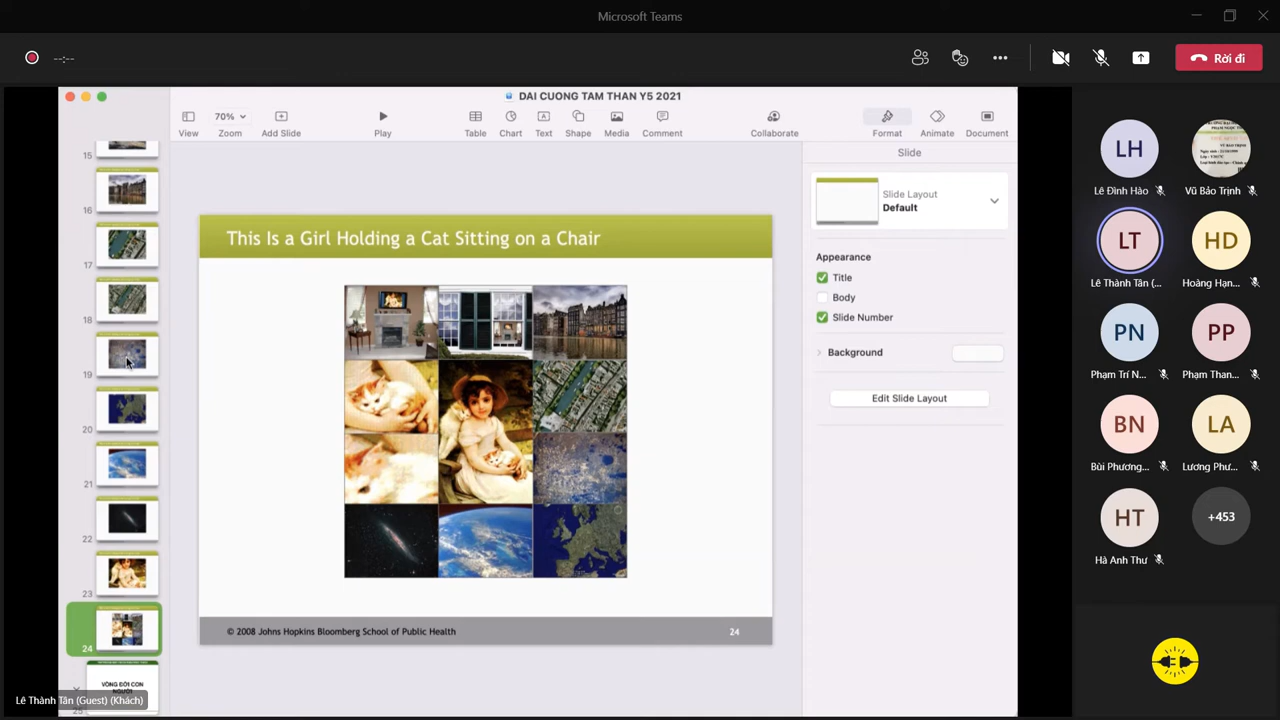 Microsoft Teams
--:--
Rời đi
DAI CUONG TAM THAN Y5 2021
70%
View
Zoom
Add Slide
Play
Table
Chart
Text
Shape
Media
Comment
Collaborate
Format
Animate
Document
15
16
17
18
19
20
21
22
23
24
VÒNG ĐỜI CON
NGƯỜI
25
This Is a Girl Holding a Cat Sitting on a Chair
© 2008 Johns Hopkins Bloomberg School of Public Health
24
Slide
Slide Layout
Default
Appearance
Title
Body
Slide Number
Background
Edit Slide Layout
LH
Lê Đình Hào
Vũ Bảo Trịnh
LT
Lê Thành Tân (...
HD
Hoàng Hạn...
PN
Phạm Trí N...
PP
Phạm Than...
BN
Bùi Phương...
LA
Lương Phư...
HT
Hà Anh Thư
+453
Lê Thành Tân (Guest) (Khách)